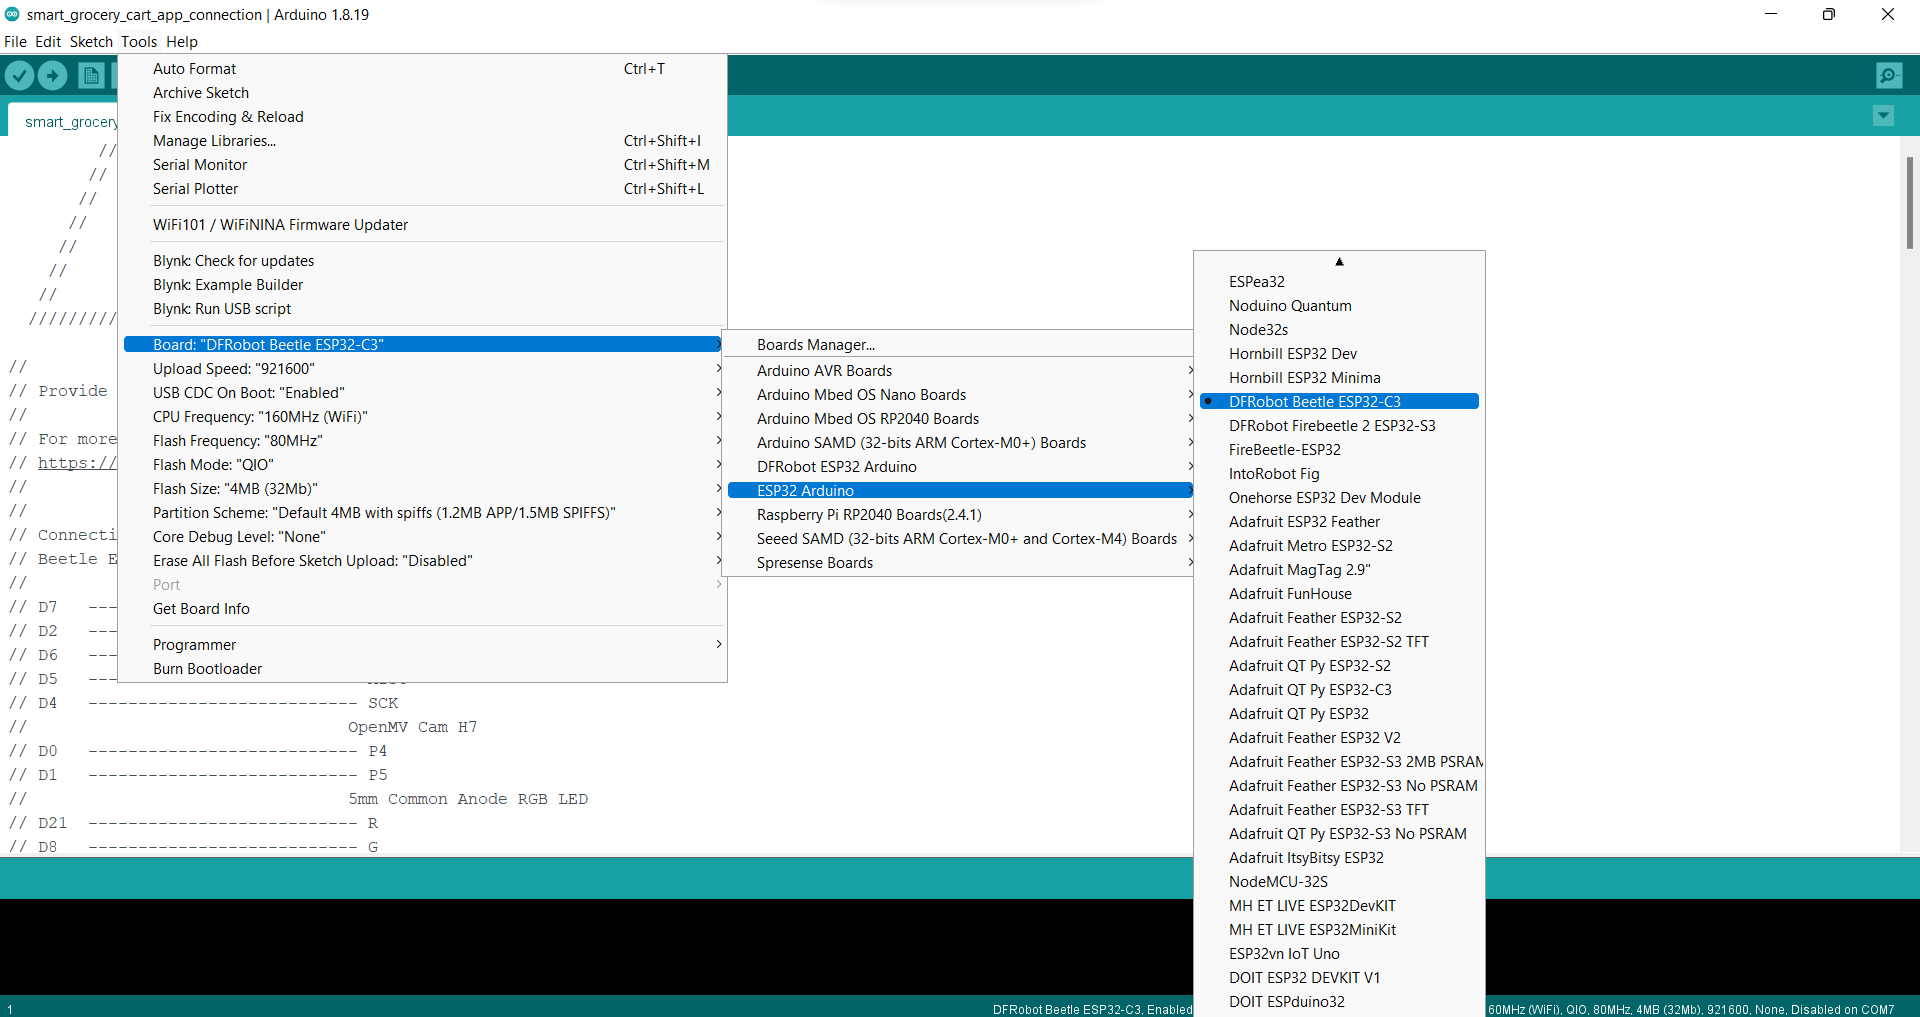 smart_grocery_cart_app_connection | Arduino 1.8.19
File Edit Sketch Tools Help
smart_grocery
Auto Format Ctrl+T
Archive Sketch
Fix Encoding & Reload
Manage Libraries... Ctrl+Shift+I
Serial Monitor Ctrl+Shift+M
Serial Plotter Ctrl+Shift+L
WiFi101 / WiFiNINA Firmware Updater
Blynk: Check for updates
Blynk: Example Builder
Blynk: Run USB script
Board: "DFRobot Beetle ESP32-C3"
Upload Speed: "921600"
USB CDC On Boot: "Enabled"
CPU Frequency: "160MHz (WiFi)"
Flash Frequency: "80MHz"
Flash Mode: "QIO"
Flash Size: "4MB (32Mb)"
Partition Scheme: "Default 4MB with spiffs (1.2MB APP/1.5MB SPIFFS)"
Core Debug Level: "None"
Erase All Flash Before Sketch Upload: "Disabled"
Port
Get Board Info
Programmer
Burn Bootloader
Boards Manager...
Arduino AVR Boards
Arduino Mbed OS Nano Boards
Arduino Mbed OS RP2040 Boards
Arduino SAMD (32-bits ARM Cortex-M0+) Boards
DFRobot ESP32 Arduino
ESP32 Arduino
Raspberry Pi RP2040 Boards(2.4.1)
Seeed SAMD (32-bits ARM Cortex-M0+ and Cortex-M4) Boards
Spresense Boards
ESPea32
Noduino Quantum
Node32s
Hornbill ESP32 Dev
Hornbill ESP32 Minima
DFRobot Beetle ESP32-C3
DFRobot Firebeetle 2 ESP32-S3
FireBeetle-ESP32
IntoRobot Fig
Onehorse ESP32 Dev Module
Adafruit ESP32 Feather
Adafruit Metro ESP32-S2
Adafruit MagTag 2.9"
Adafruit FunHouse
Adafruit Feather ESP32-S2
Adafruit Feather ESP32-S2 TFT
Adafruit QT Py ESP32-S2
Adafruit QT Py ESP32-C3
Adafruit QT Py ESP32
Adafruit Feather ESP32 V2
Adafruit Feather ESP32-S3 2MB PSRAM
Adafruit Feather ESP32-S3 No PSRAM
Adafruit Feather ESP32-S3 TFT
Adafruit QT Py ESP32-S3 No PSRAM
Adafruit ItsyBitsy ESP32
NodeMCU-32S
MH ET LIVE ESP32DevKIT
MH ET LIVE ESP32MiniKit
ESP32vn IoT Uno
DOIT ESP32 DEVKIT V1
DOIT ESPduino32
//
//
//
//
//
//
//
/////////
//
// Provide
//
// For more
// https://
//
//
// Connecti
// Beetle E
//
// D7 ---
// D2 ---
// D6 ---
// D5 ---
// D4 --------------------------- SCK
// OpenMV Cam H7
// D0 --------------------------- P4
// D1 --------------------------- P5
// 5mm Common Anode RGB LED
// D21 --------------------------- R
// D8 --------------------------- G
1 DFRobot Beetle ESP32-C3, Enabled 60MHz (WiFi), QIO, 80MHz, 4MB (32Mb), 921600, None, Disabled on COM7